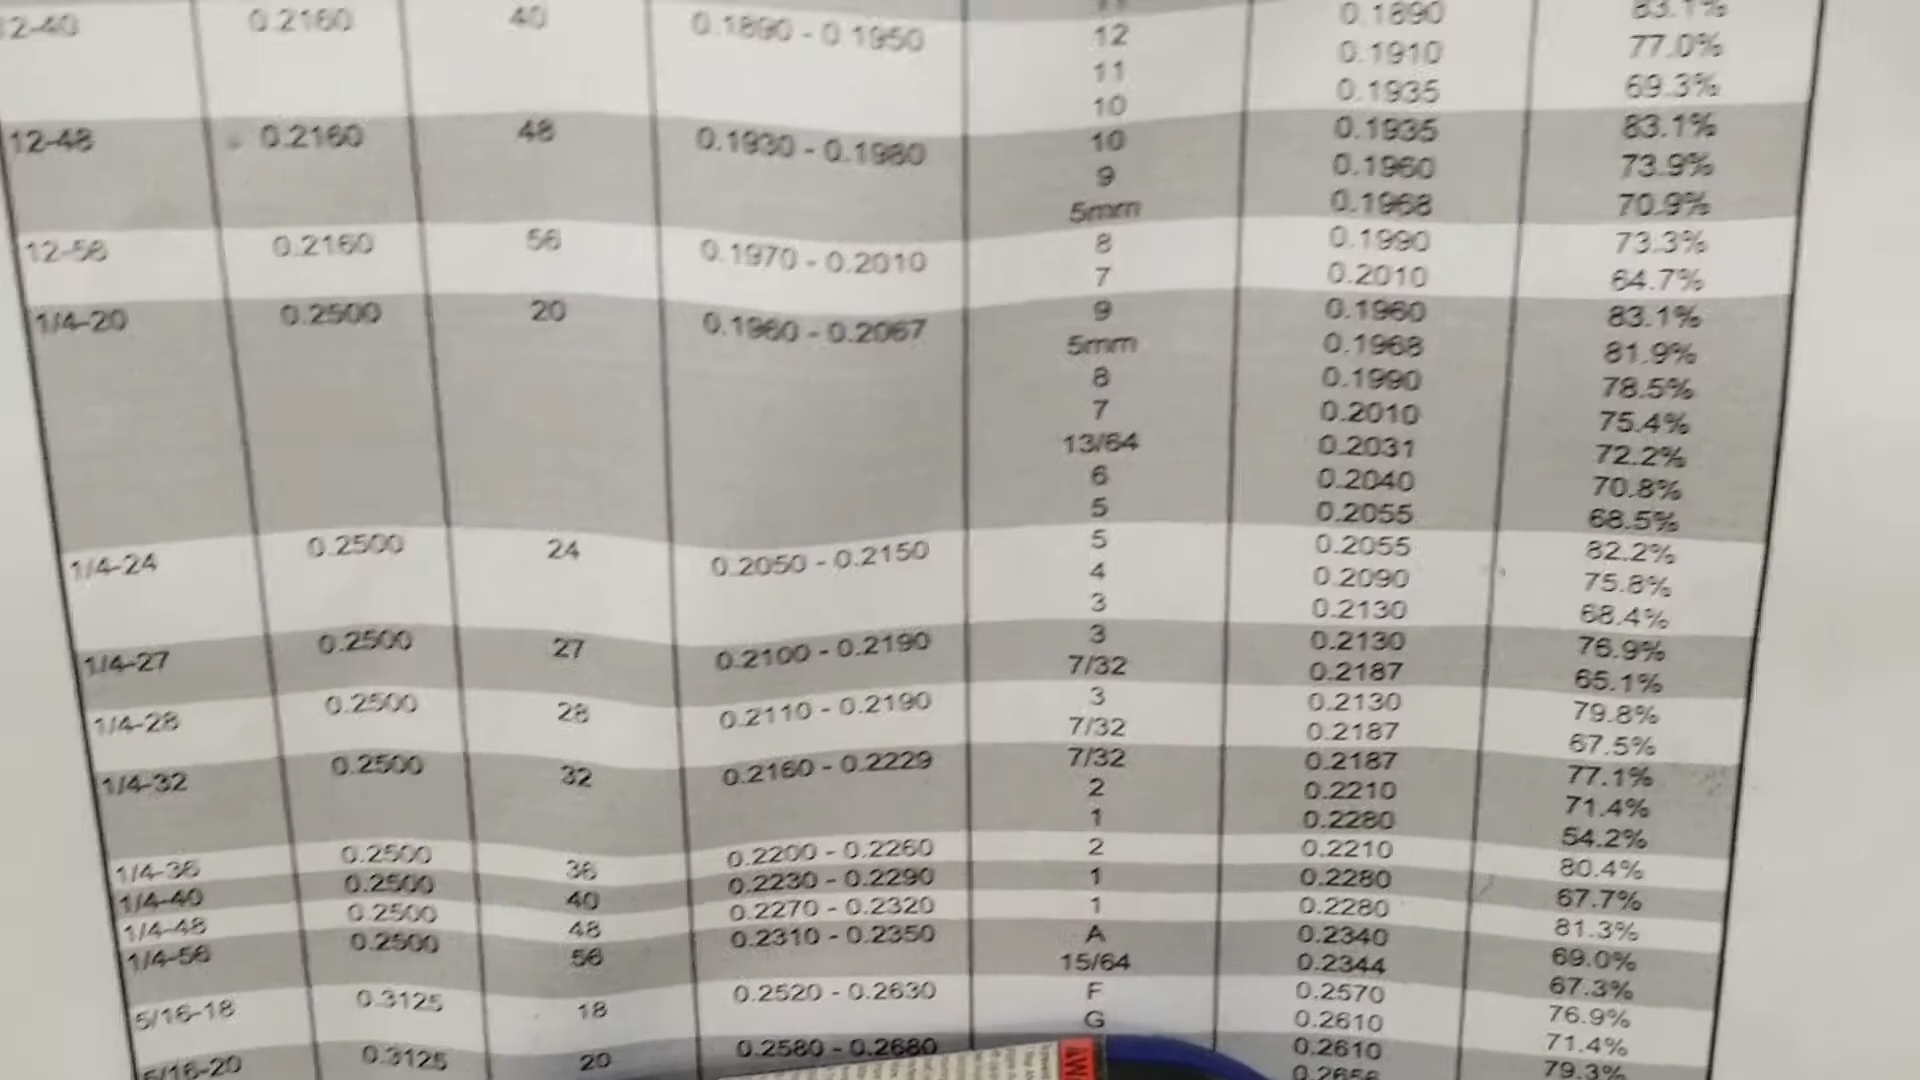 12-40 0.2160 40 0.1890 - 0.1950 12 0.1890 83.1%
11 0.1910 77.0%
10 0.1935 69.3%
12-48 0.2160 48 0.1930 - 0.1980 10 0.1935 83.1%
9 0.1960 73.9%
5mm 0.1968 70.9%
12-56 0.2160 56 0.1970 - 0.2010 8 0.1990 73.3%
7 0.2010 64.7%
1/4-20 0.2500 20 0.1960 - 0.2067 9 0.1960 83.1%
5mm 0.1968 81.9%
8 0.1990 78.5%
7 0.2010 75.4%
13/64 0.2031 72.2%
6 0.2040 70.8%
5 0.2055 68.5%
1/4-24 0.2500 24 0.2050 - 0.2150 5 0.2055 82.2%
4 0.2090 75.8%
3 0.2130 68.4%
1/4-27 0.2500 27 0.2100 - 0.2190 3 0.2130 76.9%
7/32 0.2187 65.1%
1/4-28 0.2500 28 0.2110 - 0.2190 3 0.2130 79.8%
7/32 0.2187 67.5%
1/4-32 0.2500 32 0.2160 - 0.2229 7/32 0.2187 77.1%
2 0.2210 71.4%
1 0.2280 54.2%
1/4-36 0.2500 36 0.2200 - 0.2260 2 0.2210 80.4%
1/4-40 0.2500 40 0.2230 - 0.2290 1 0.2280 67.7%
1/4-48 0.2500 48 0.2270 - 0.2320 1 0.2280 81.3%
1/4-56 0.2500 56 0.2310 - 0.2350 A 0.2340 69.0%
15/64 0.2344 67.3%
5/16-18 0.3125 18 0.2520 - 0.2630 F 0.2570 76.9%
G 0.2610 71.4%
5/16-20 0.3125 20 0.2580 - 0.2680 0.2610 79.3%